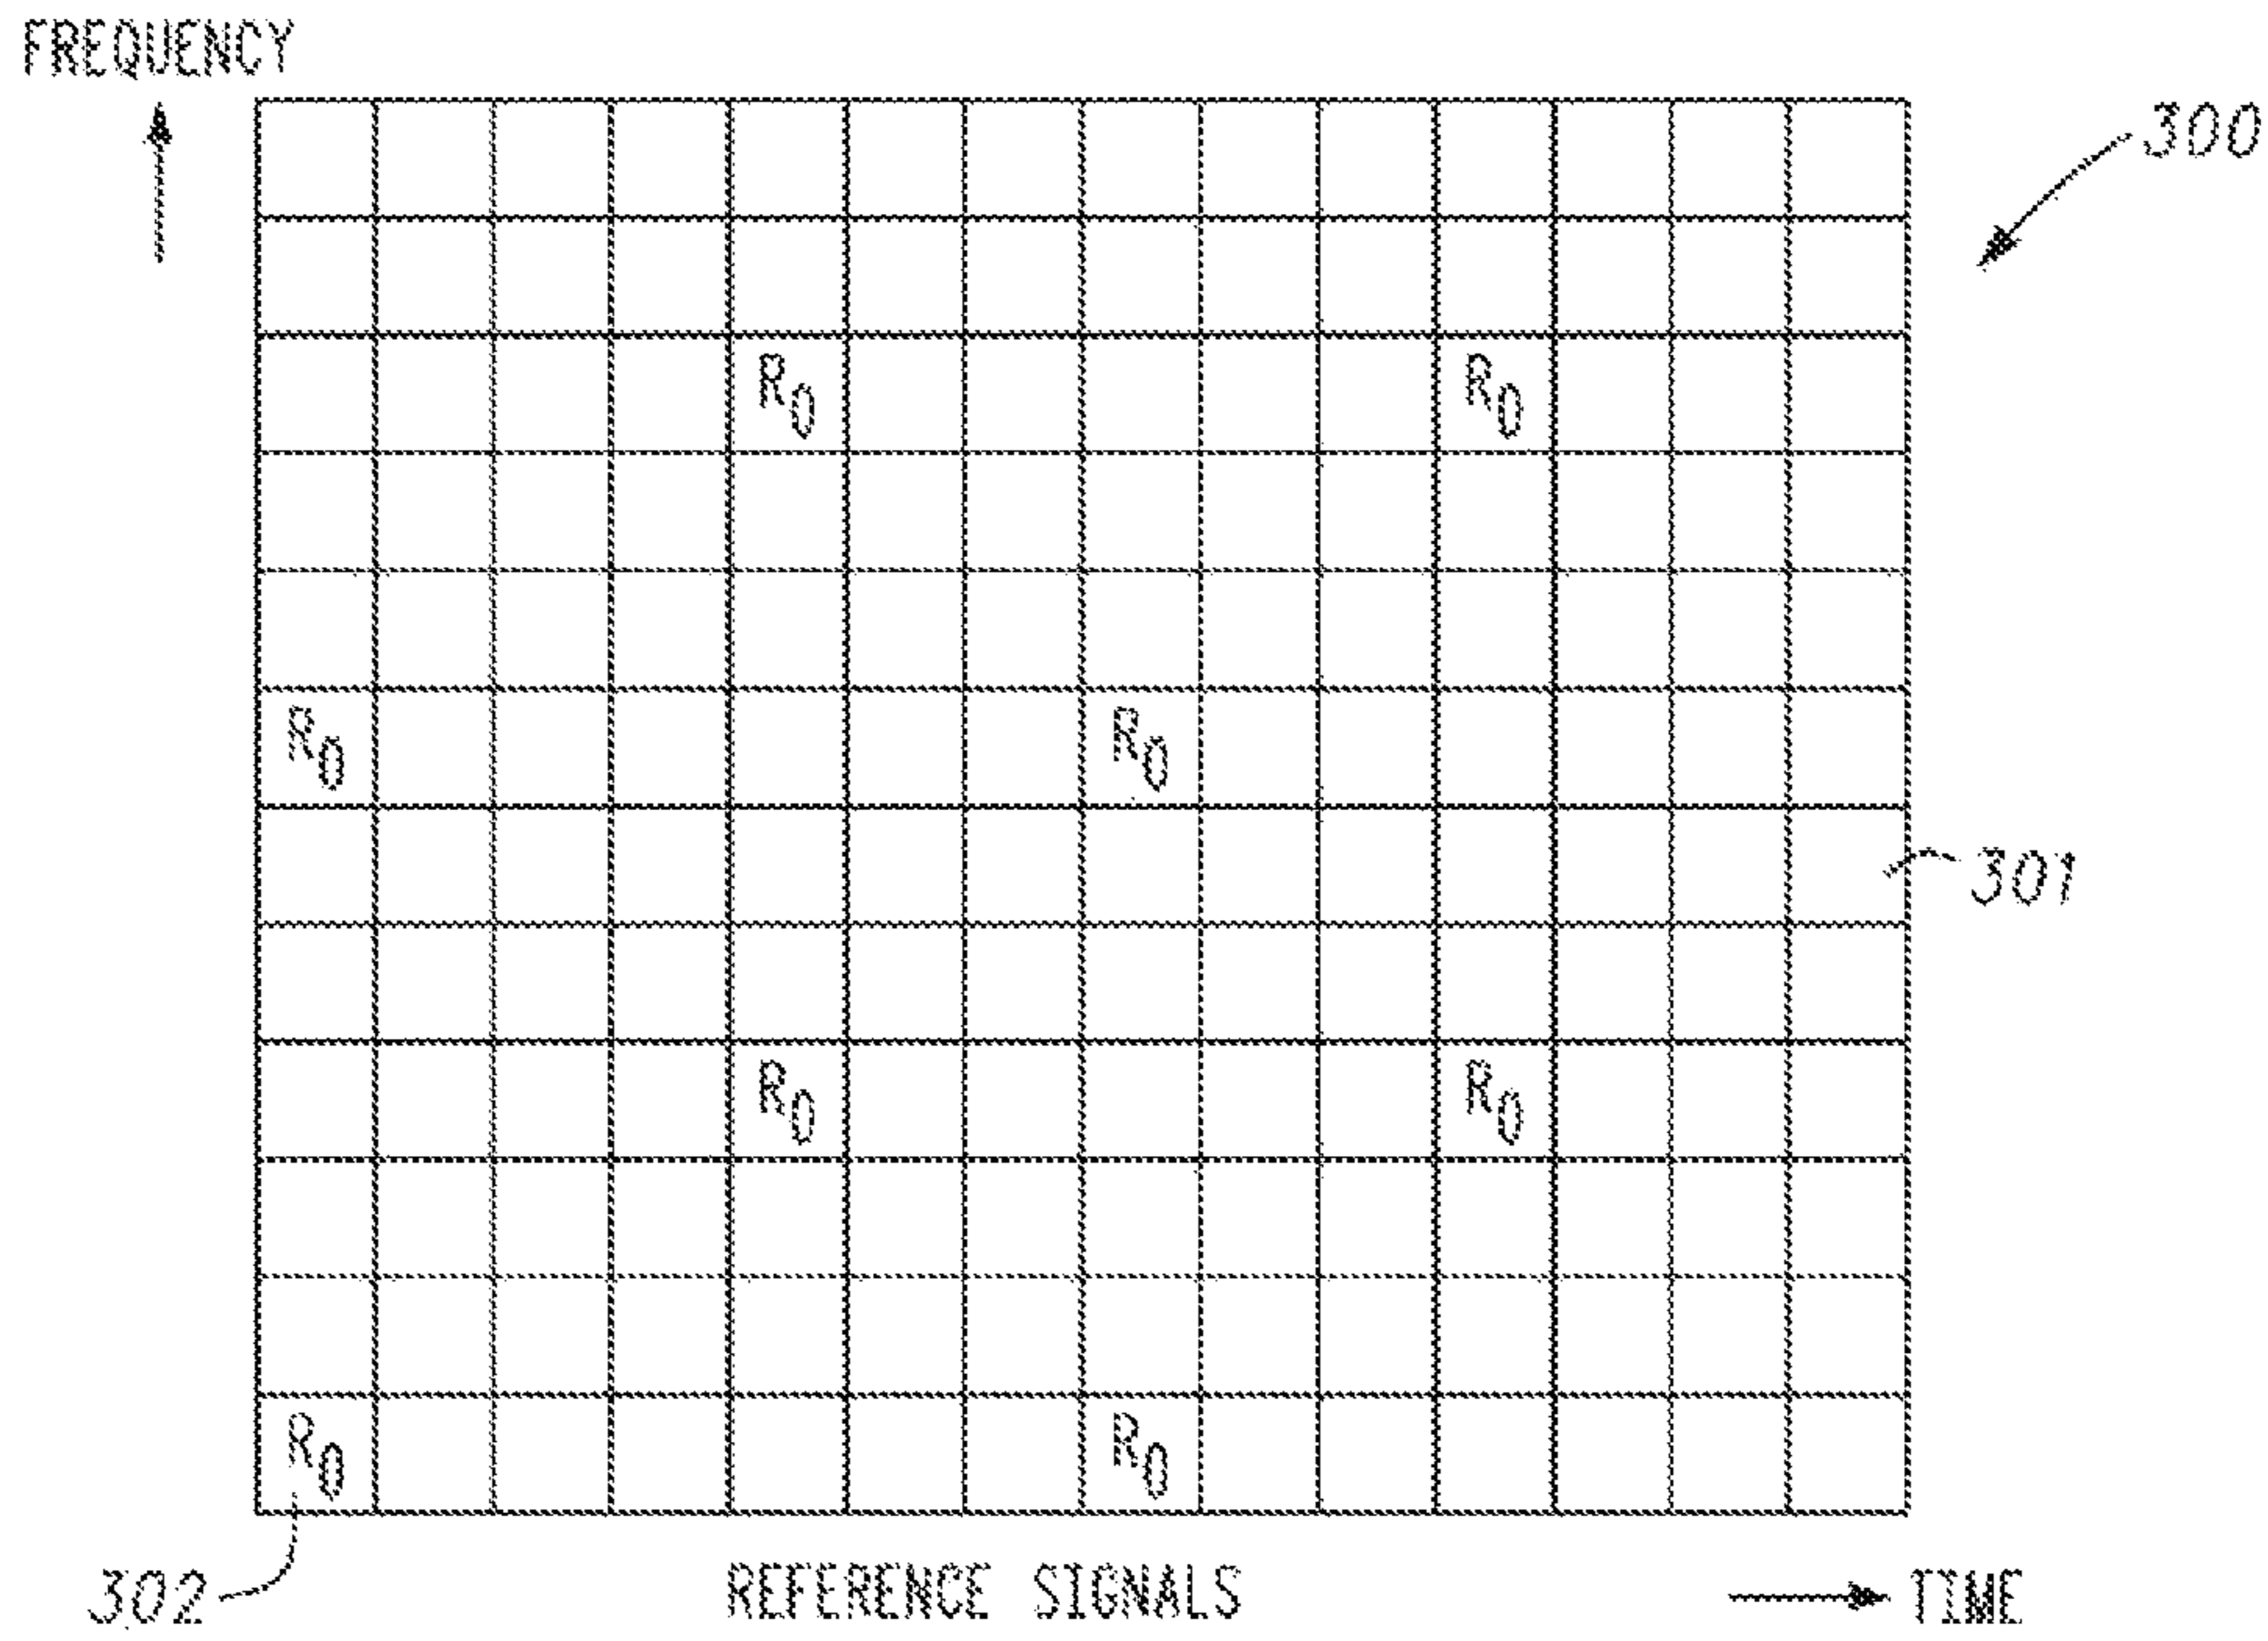 FREQUENCY
300
R0 R0
R0 R0
301
R0 R0
R0 R0
302
REFERENCE SIGNALS
TIME